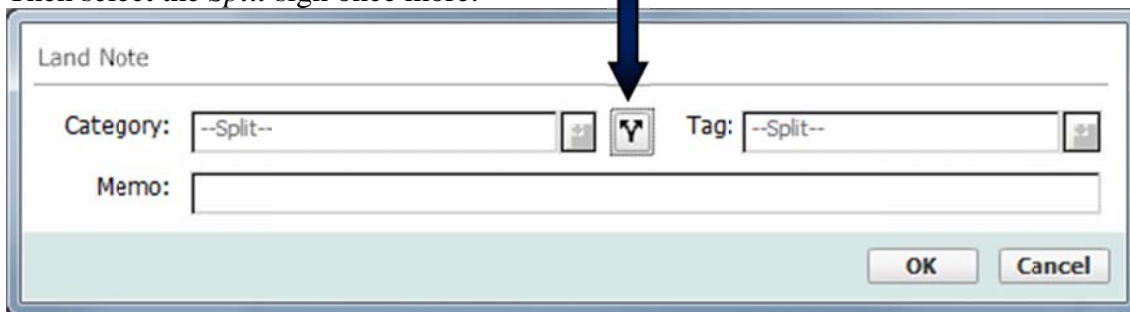 Then select the Split sign once more.
Land Note
Category: --Split-- Tag: --Split--
Memo:
OK Cancel